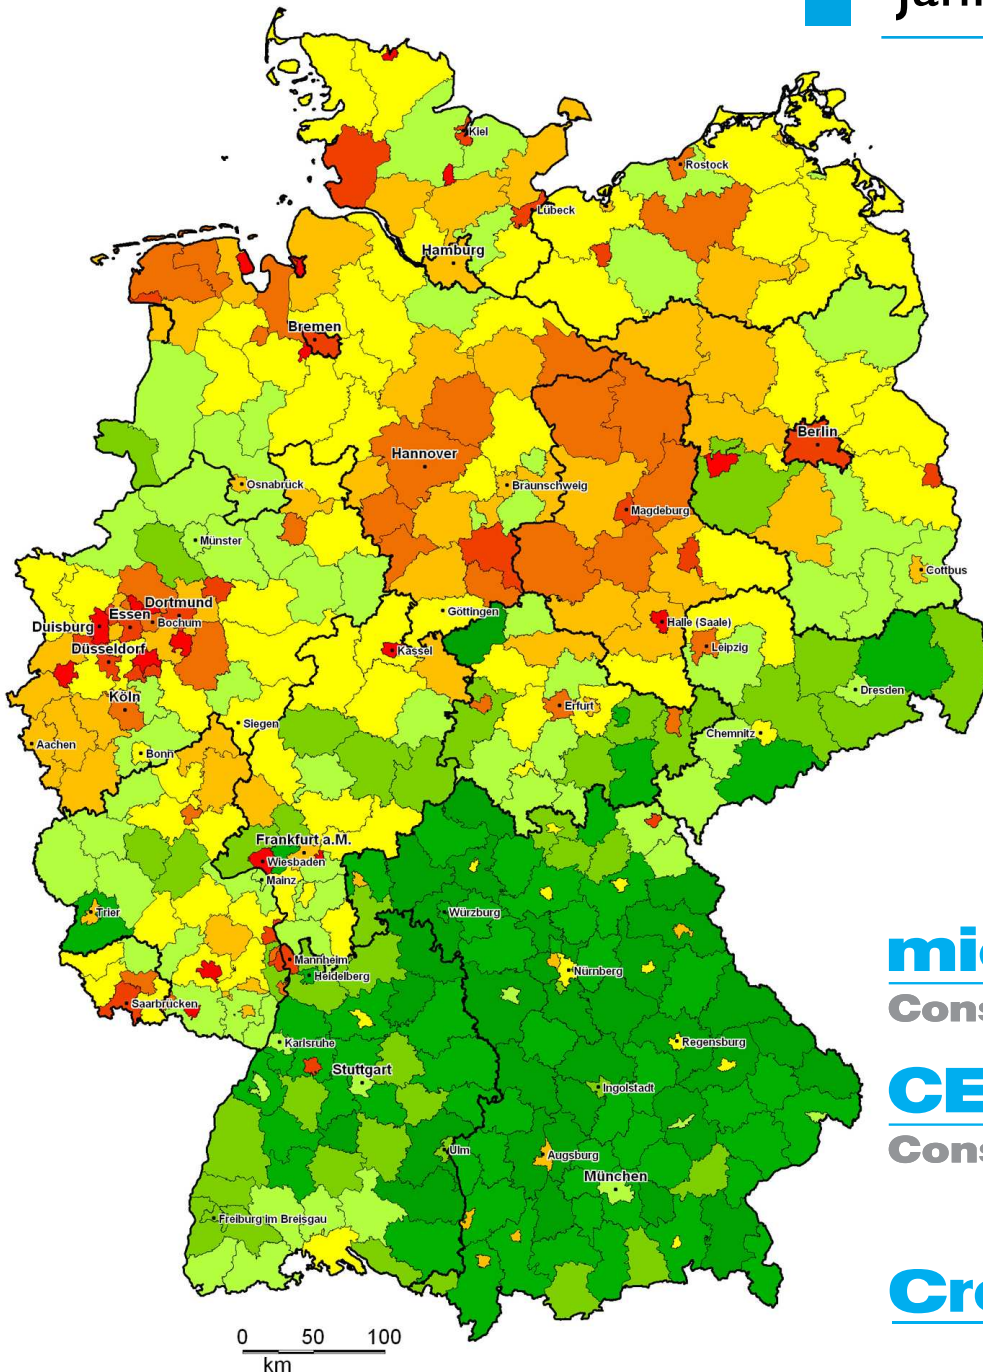 Kiel
Rostock
Lübeck
Hamburg
Bremen
Berlin
Hannover
Osnabrück
Braunschweig
Magdeburg
Münster
Cottbus
Dortmund
Essen
Duisburg
Bochum
Göttingen
Halle (Saale)
Düsseldorf
Kassel
Leipzig
Köln
Dresden
Erfurt
Siegen
Chemnitz
Aachen
Bonn
Frankfurt a.M.
Wiesbaden
Mainz
Trier
Würzburg
Mannheim
Heidelberg
Nürnberg
Saarbrücken
Karlsruhe
Regensburg
Stuttgart
Ingolstadt
Ulm
Augsburg
München
Freiburg im Breisgau
0 50 100
km
Cons
CE
Cons